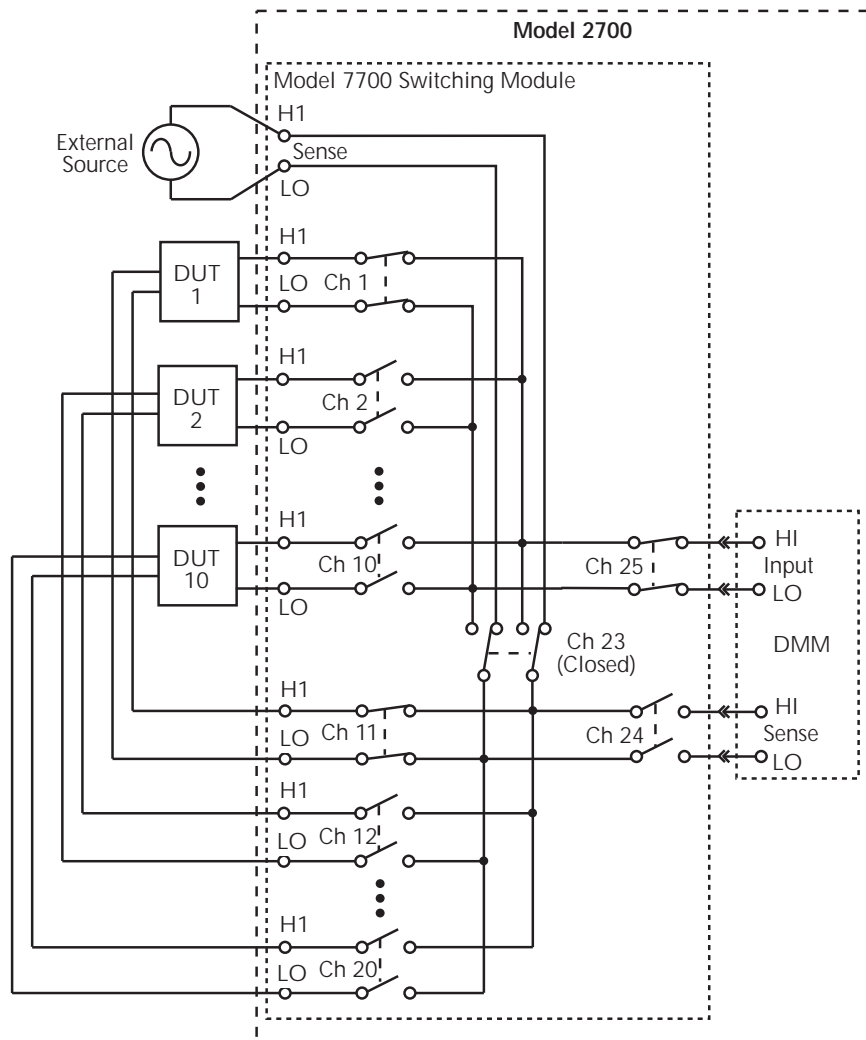 Model 2700
Model 7700 Switching Module
H1
External
Source
Sense
LO
H1
DUT
1
LO
Ch 1
H1
DUT
2
Ch 2
LO
H1
DUT
10
Ch 10
LO
Ch 25
HI
Input
LO
Ch 23
(Closed)
DMM
H1
LO
Ch 11
Ch 24
HI
Sense
LO
H1
LO
Ch 12
H1
LO
Ch 20